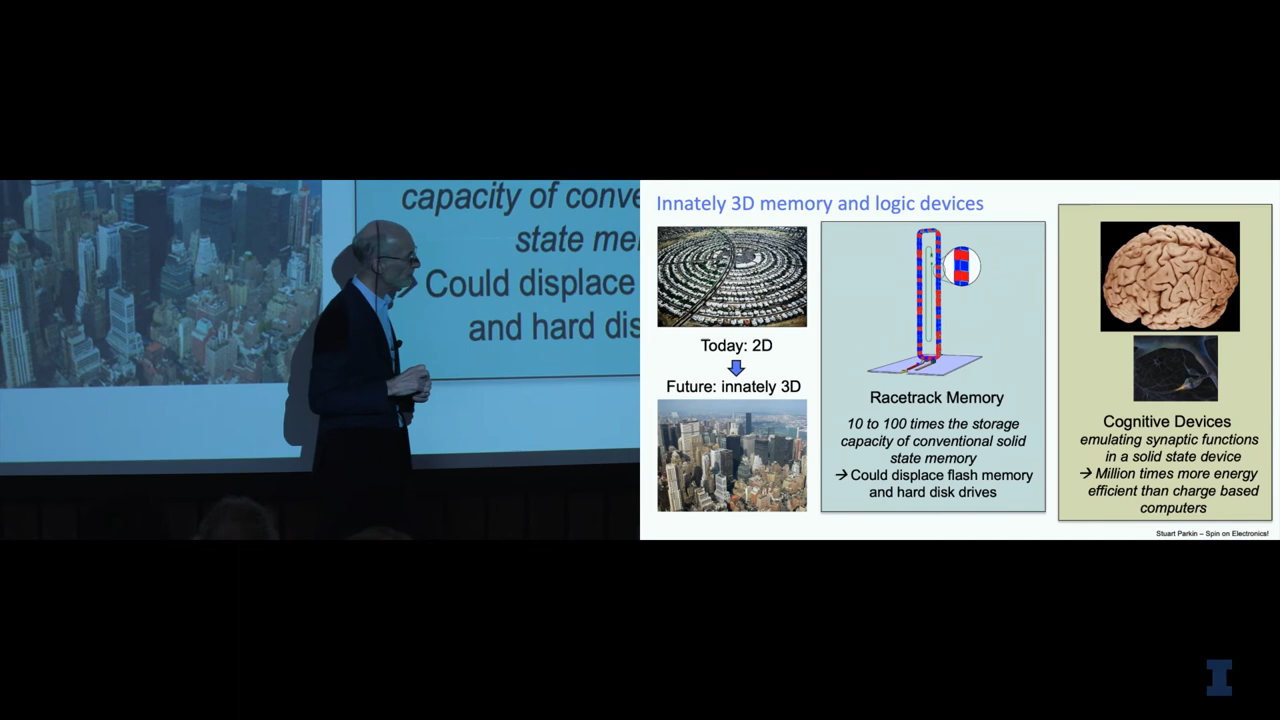 capacity of conve
state me
Could displace
and hard dis
Innately 3D memory and logic devices
Today: 2D
Future: innately 3D
Racetrack Memory
10 to 100 times the storage
capacity of conventional solid
state memory
→ Could displace flash memory
and hard disk drives
Cognitive Devices
emulating synaptic functions
in a solid state device
→ Million times more energy
efficient than charge based
computers
Stuart Parkin – Spin on Electronics!
I